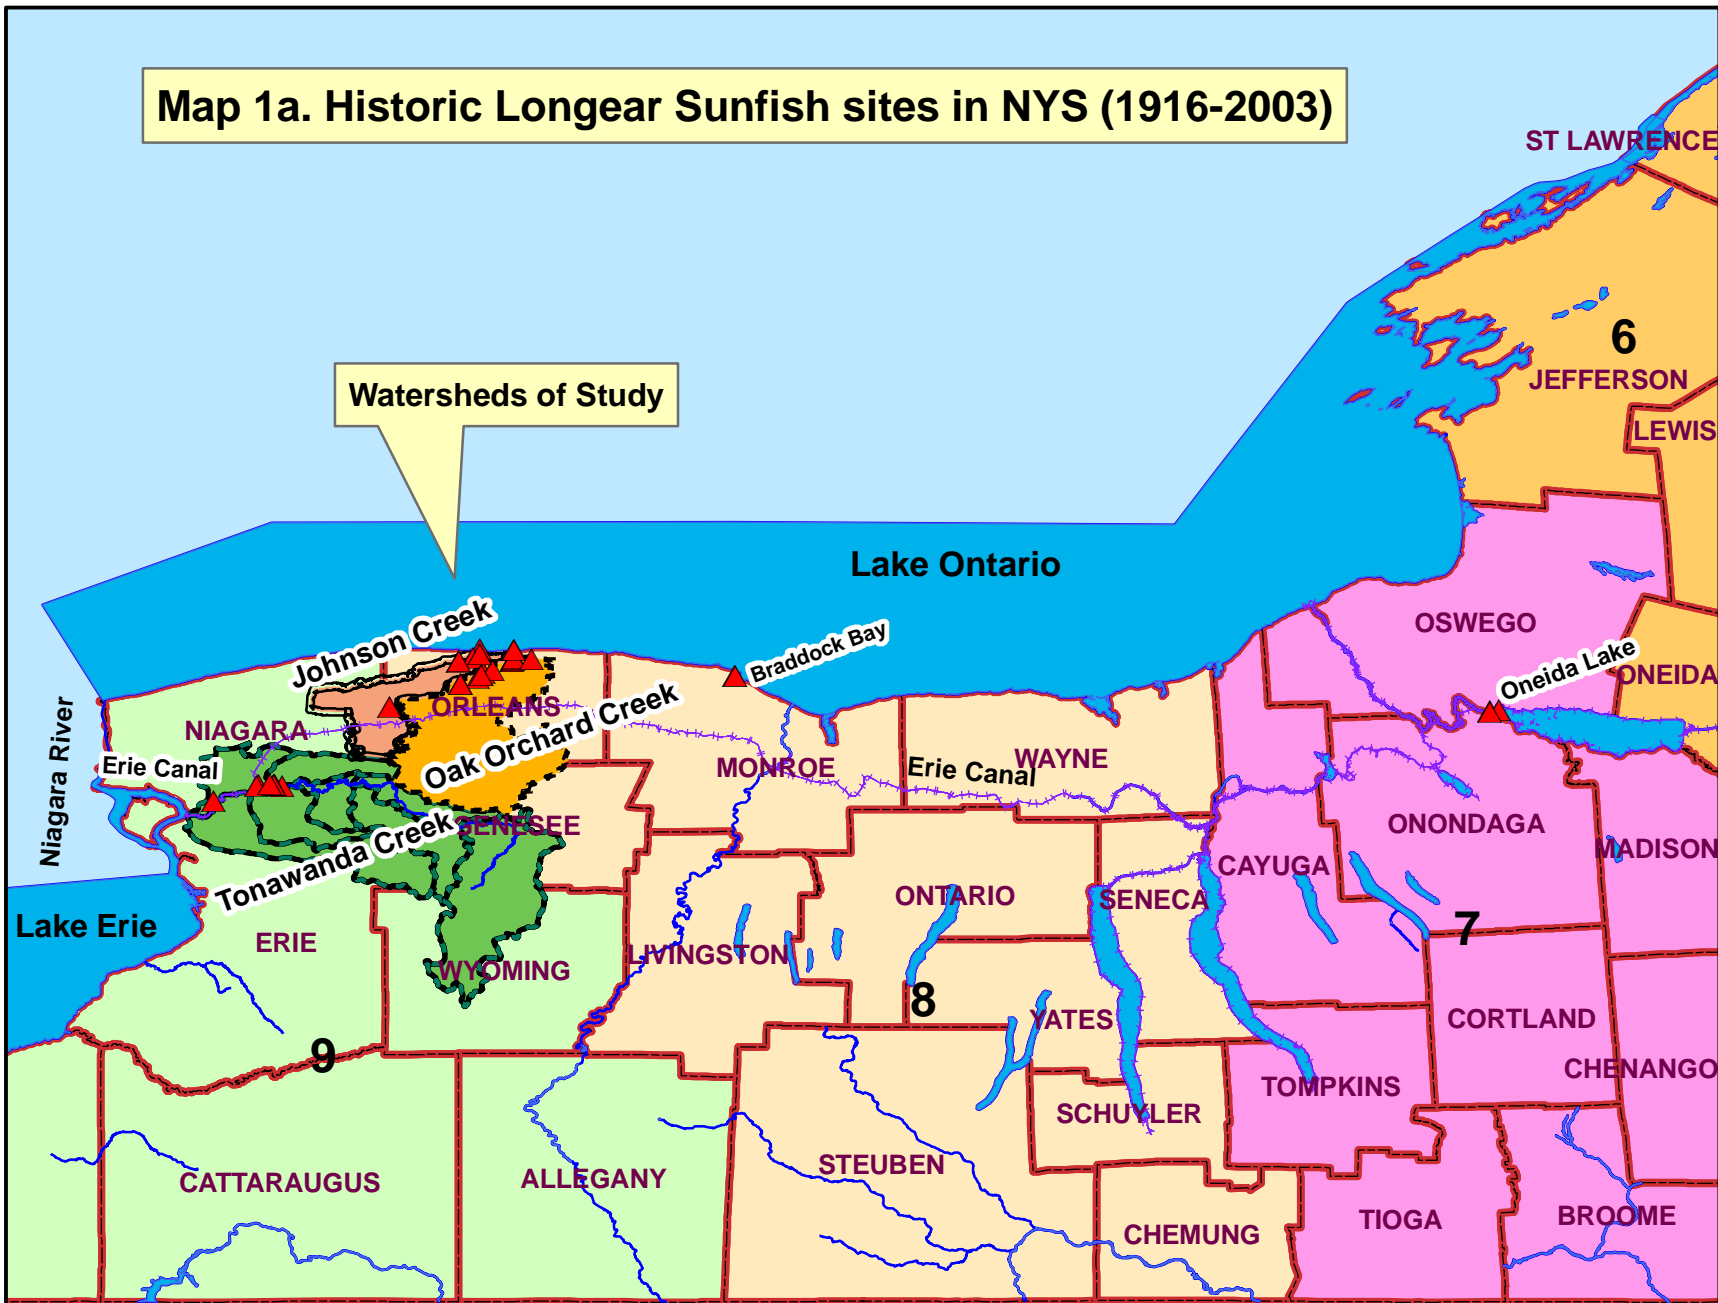 Map 1a. Historic Longear Sunfish sites in NYS (1916-2003)
ST LAWRENCE
6
JEFFERSON
Watersheds of Study
LEWIS
Lake Ontario
Johnson Creek
OSWEGO
Braddock Bay
Oneida Lake
ONEIDA
ORLEANS
NIAGARA
Niagara River
Oak Orchard Creek
Erie Canal
MONROE
Erie Canal
WAYNE
GENESEE
ONONDAGA
MADISON
Tonawanda Creek
CAYUGA
ONTARIO
SENECA
Lake Erie
ERIE
7
WYOMING
LIVINGSTON
8
YATES
CORTLAND
9
CHENANGO
TOMPKINS
SCHUYLER
STEUBEN
ALLEGANY
CATTARAUGUS
TIOGA
BROOME
CHEMUNG